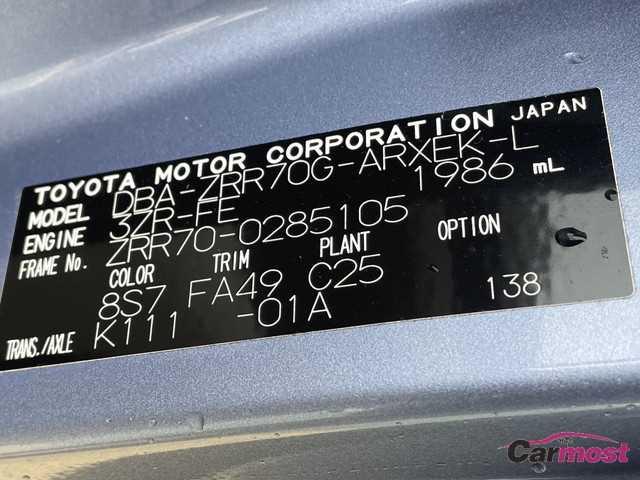 TOYOTA MOTOR CORPORATION JAPAN
MODEL DBA-ZRR70G-ARXEK-L
ENGINE 3ZR-FE 1986 mL
FRAME No. ZRR70-0285105
COLOR TRIM PLANT OPTION
8S7 FA49 C25 138
TRANS./AXLE K111 -01A
Carmost